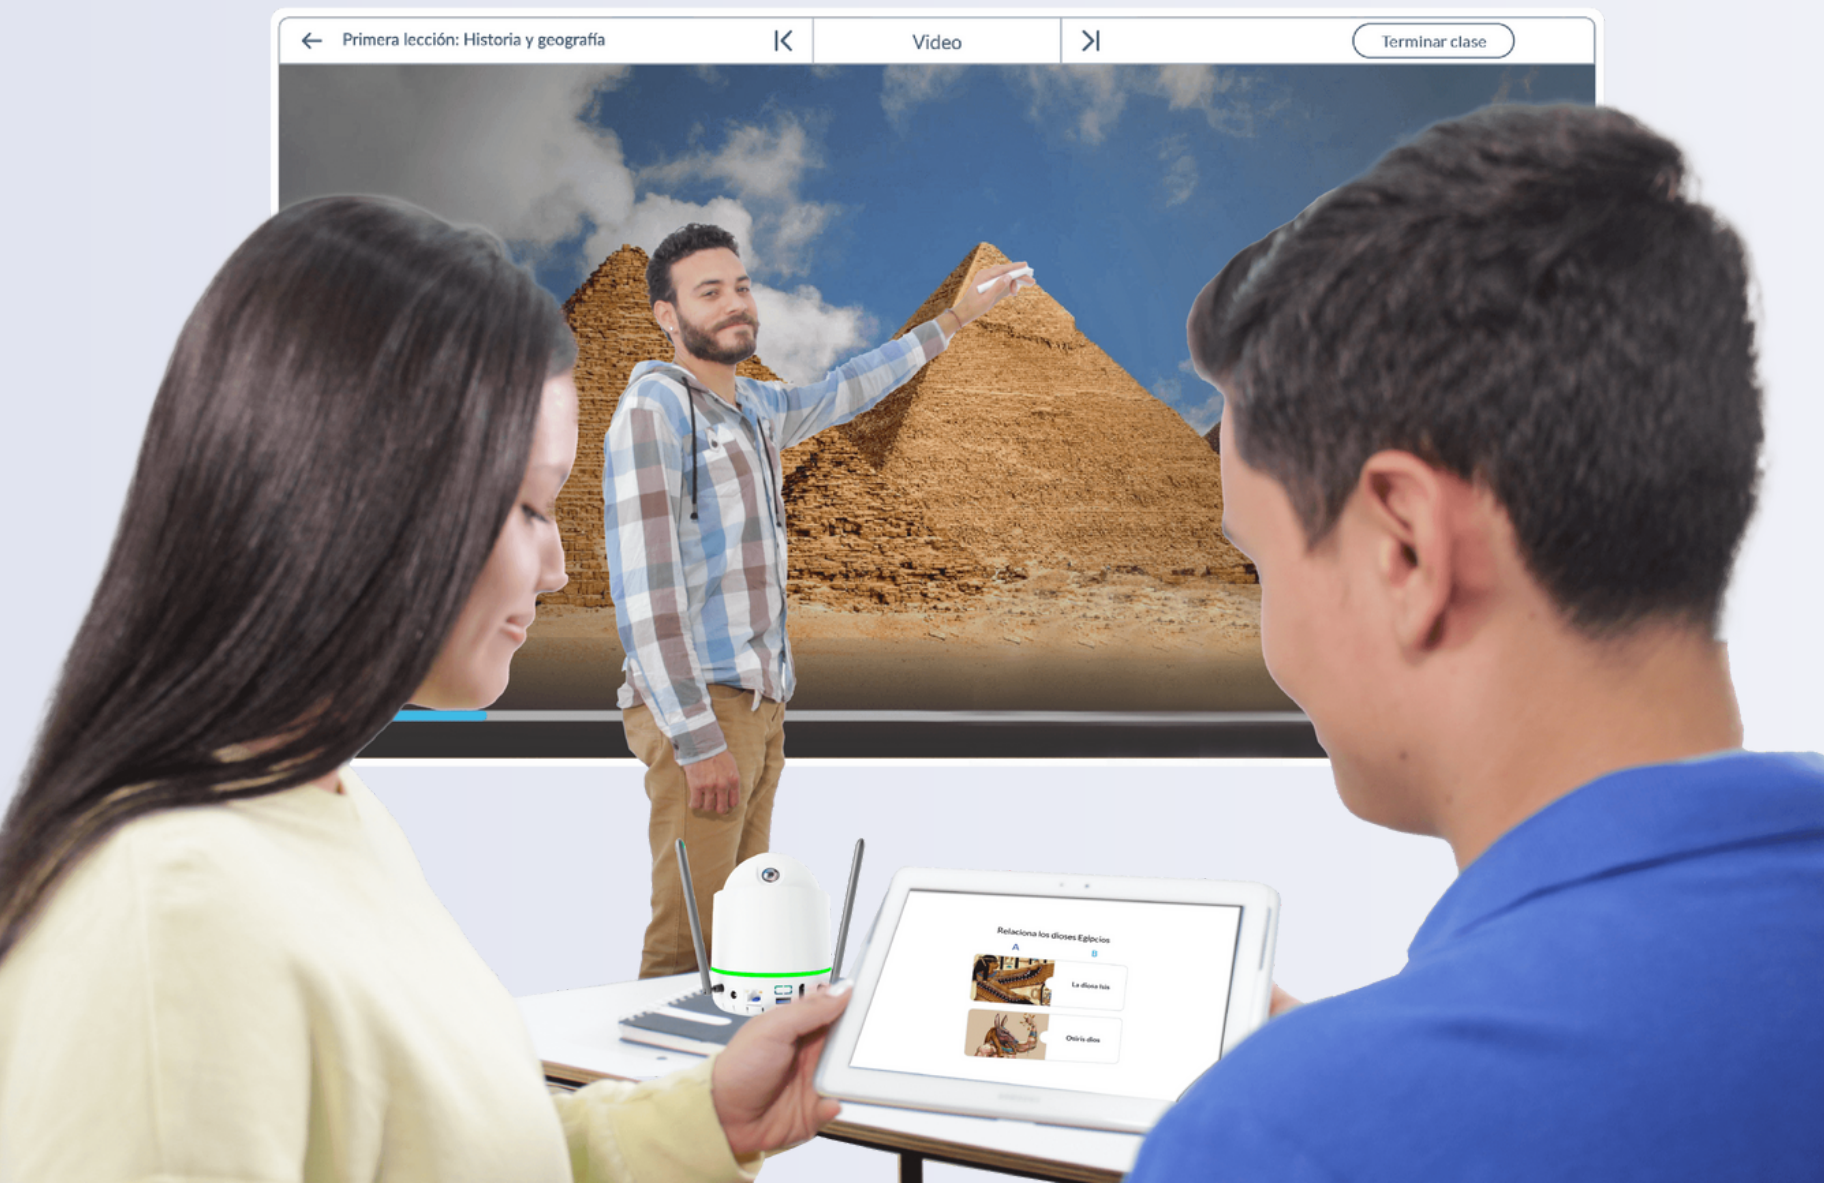 Primera lección: Historia y geografía
Video
Terminar clase
Relaciona los dioses Egipcios
A
B
La diosa Isis
Osiris dios